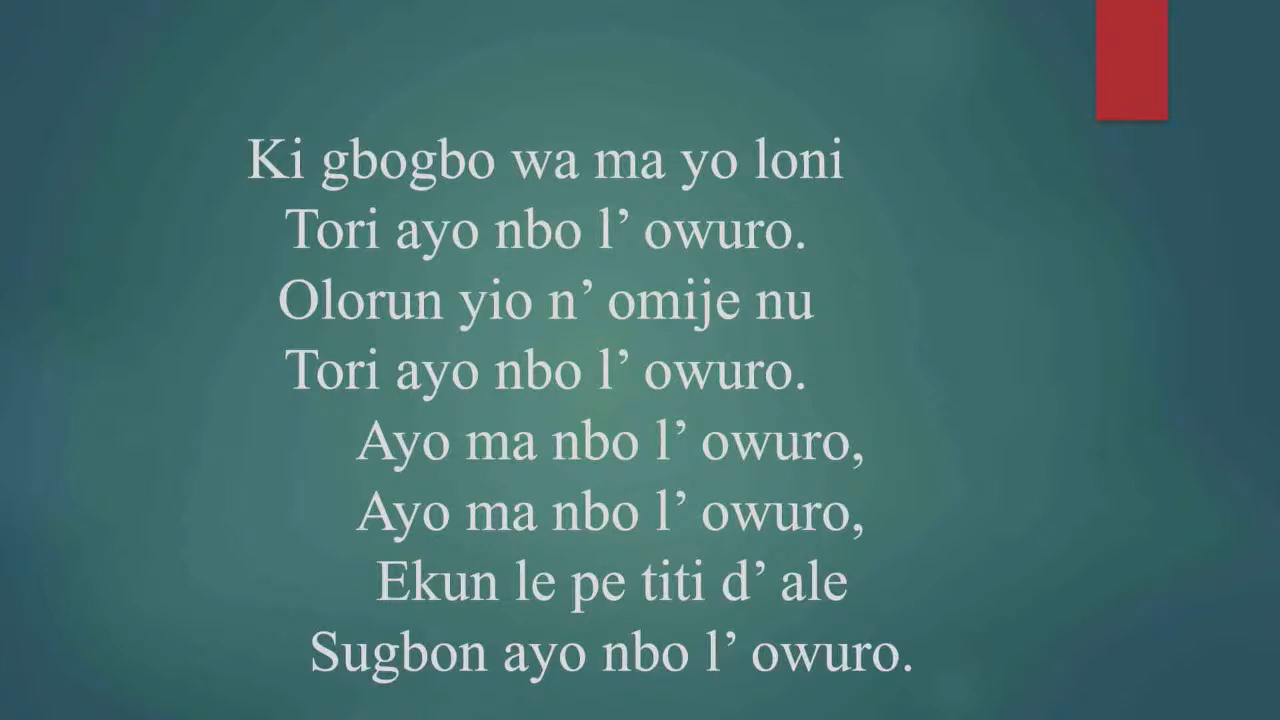 Ki gbogbo wa ma yo loni
Tori ayo nbo l’ owuro.
Olorun yio n’ omije nu
Tori ayo nbo l’ owuro.
Ayo ma nbo l’ owuro,
Ayo ma nbo l’ owuro,
Ekun le pe titi d’ ale
Sugbon ayo nbo l’ owuro.